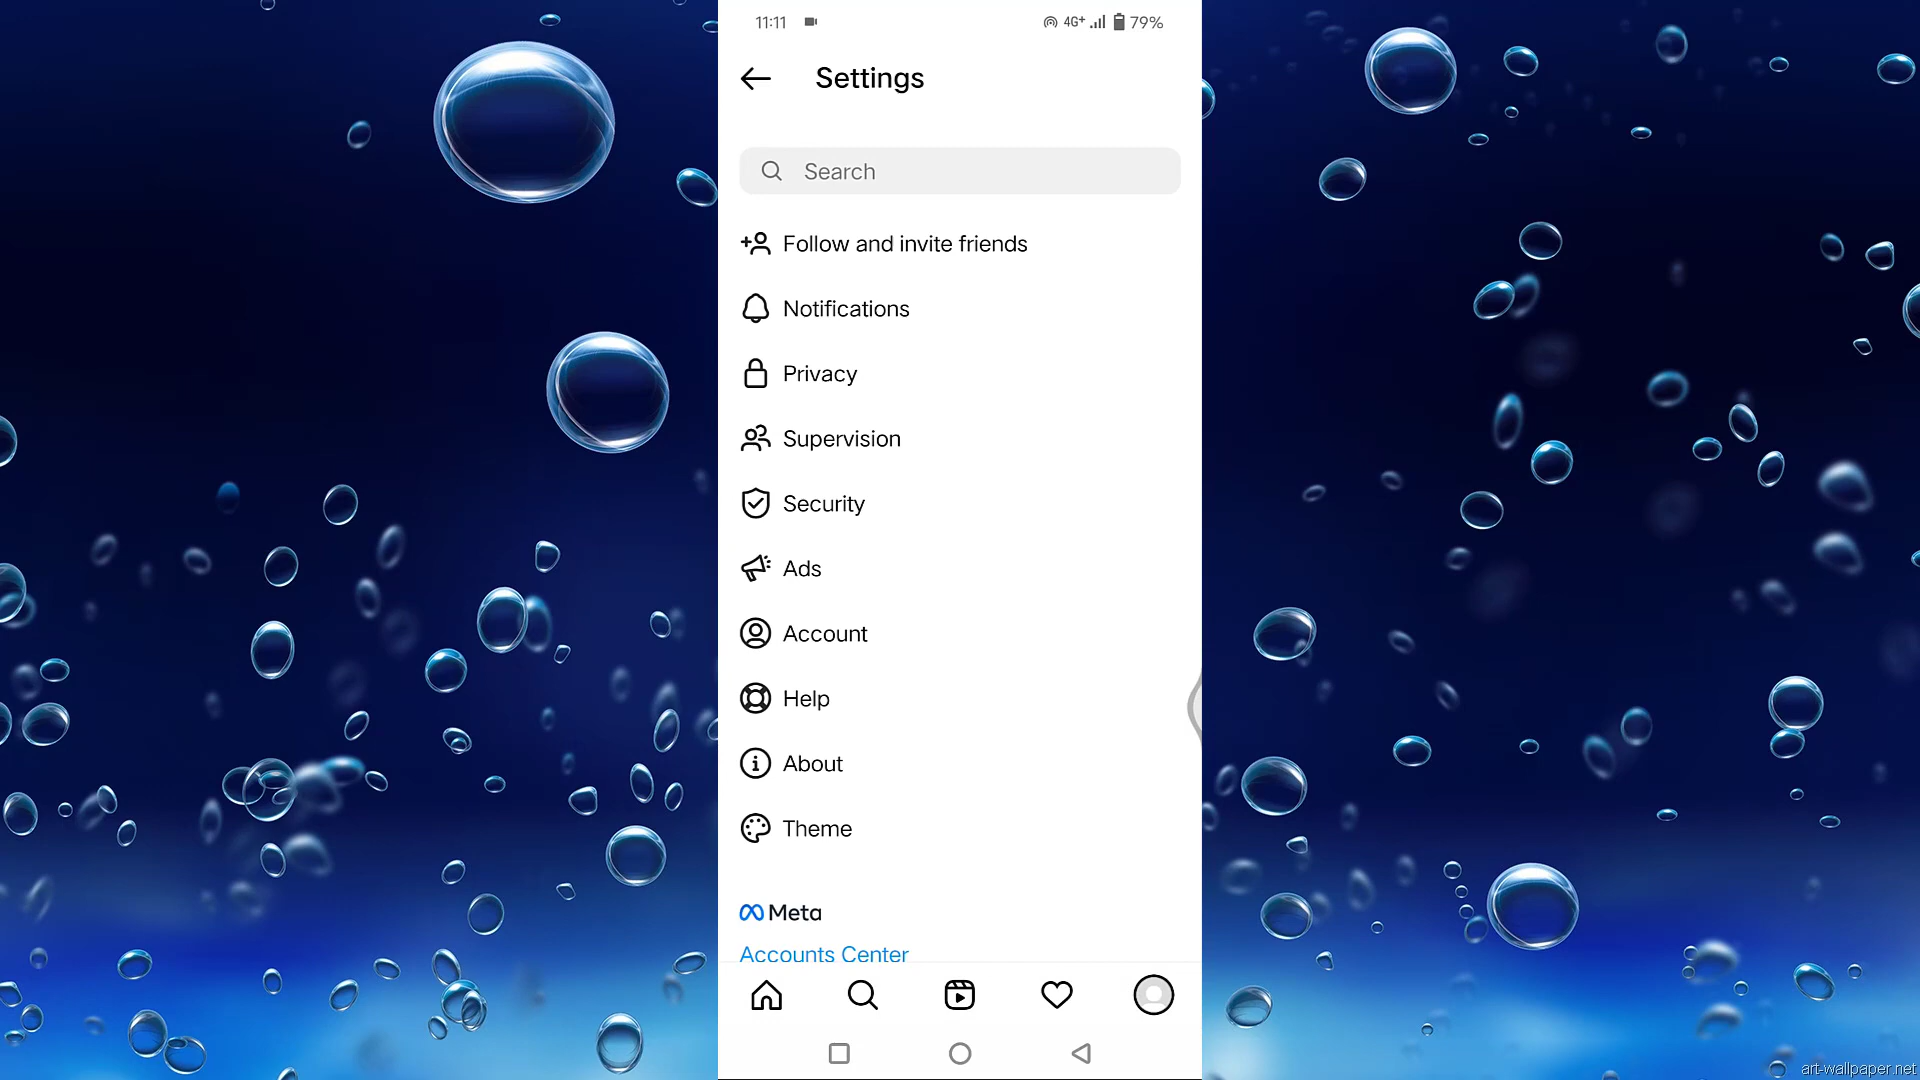 11:11 4G+ 79%
Settings
Search
Follow and invite friends
Notifications
Privacy
Supervision
Security
Ads
Account
Help
About
Theme
Meta
Accounts Center
art-wallpaper.net